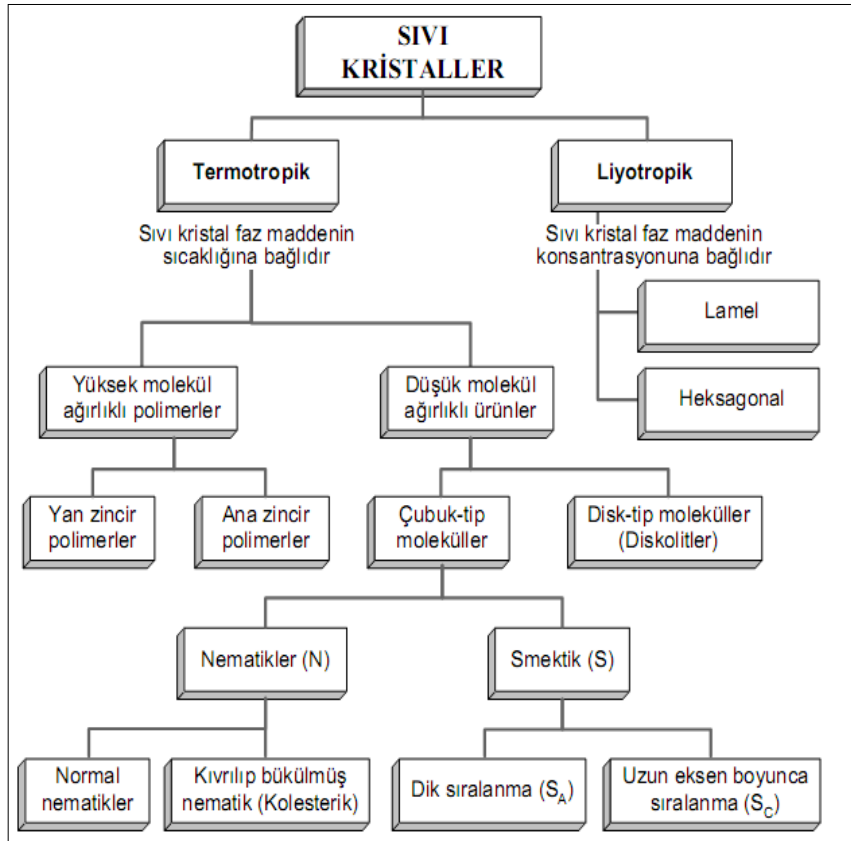 SIVI
KRİSTALLER
Termotropik
Liyotropik
Sıvı kristal faz maddenin
sıcaklığına bağlıdır
Sıvı kristal faz maddenin
konsantrasyonuna bağlıdır
Lamel
Heksagonal
Yüksek molekül
ağırlıklı polimerler
Düşük molekül
ağırlıklı ürünler
Yan zincir
polimerler
Ana zincir
polimerler
Çubuk-tip
moleküller
Disk-tip moleküller
(Diskolitler)
Nematikler (N)
Smektik (S)
Normal
nematikler
Kıvrılıp bükülmüş
nematik (Kolesterik)
Dik sıralanma (S_A)
Uzun eksen boyunca
sıralanma (S_C)